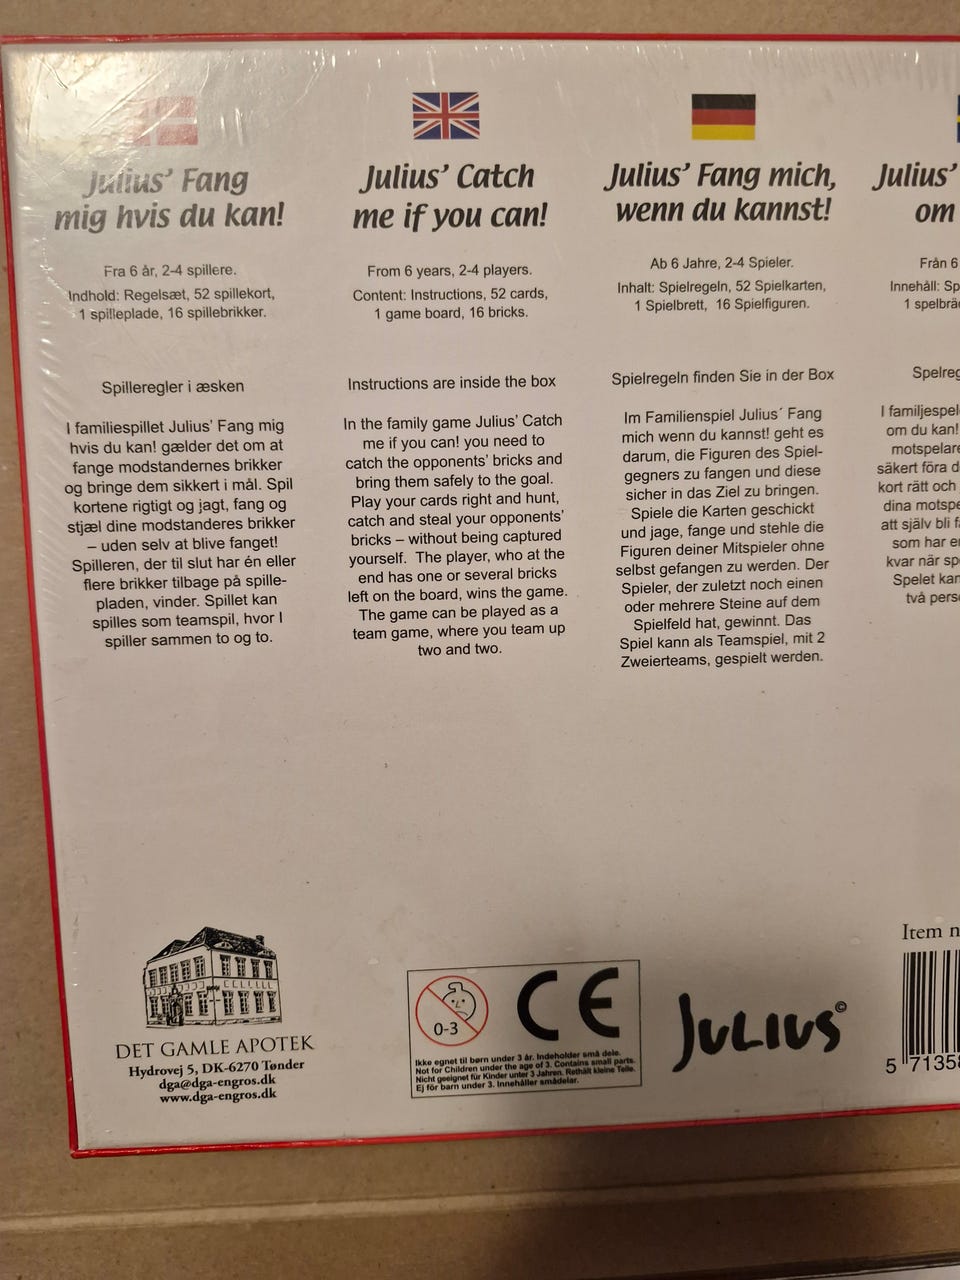 Julius' Fang
mig hvis du kan!
Fra 6 år, 2-4 spillere.
Indhold: Regelsæt, 52 spillekort,
1 spilleplade, 16 spillebrikker.
Spilleregler i æsken
I familiespillet Julius' Fang mig
hvis du kan! gælder det om at
fange modstandernes brikker
og bringe dem sikkert i mål. Spil
kortene rigtigt og jagt, fang og
stjæl dine modstanderes brikker
– uden selv at blive fanget!
Spilleren, der til slut har én eller
flere brikker tilbage på spille-
pladen, vinder. Spillet kan
spilles som teamspil, hvor I
spiller sammen to og to.
Julius' Catch
me if you can!
From 6 years, 2-4 players.
Content: Instructions, 52 cards,
1 game board, 16 bricks.
Instructions are inside the box
In the family game Julius' Catch
me if you can! you need to
catch the opponents' bricks and
bring them safely to the goal.
Play your cards right and hunt,
catch and steal your opponents'
bricks – without being captured
yourself. The player, who at the
end has one or several bricks
left on the board, wins the game.
The game can be played as a
team game, where you team up
two and two.
Julius' Fang mich,
wenn du kannst!
Ab 6 Jahre, 2-4 Spieler.
Inhalt: Spielregeln, 52 Spielkarten,
1 Spielbrett, 16 Spielfiguren.
Spielregeln finden Sie in der Box
Im Familienspiel Julius´ Fang
mich wenn du kannst! geht es
darum, die Figuren des Spiel-
gegners zu fangen und diese
sicher in das Ziel zu bringen.
Spiele die Karten geschickt
und jage, fange und stehle die
Figuren deiner Mitspieler ohne
selbst gefangen zu werden. Der
Spieler, der zuletzt noch einen
oder mehrere Steine auf dem
Spielfeld hat, gewinnt. Das
Spiel kann als Teamspiel, mit 2
Zweierteams, gespielt werden.
Julius'
om
Från 6
Innehåll: Sp
1 spelbrä
Spelreg
I familjespel
om du kan!
motspelare
säkert föra d
kort rätt och
dina motspe
att själv bli f
som har e
kvar när sp
Spelet kan
två pers
DET GAMLE APOTEK
Hydrovej 5, DK-6270 Tønder
dga@dga-engros.dk
www.dga-engros.dk
0-3
CE
Ikke egnet til børn under 3 år. Indeholder små dele.
Not for Children under the age of 3. Contains small parts.
Nicht geeignet für Kinder unter 3 Jahren. Enthält kleine Teile.
Ej för barn under 3. Innehåller smådelar.
JULIUS©
Item n
5 71358